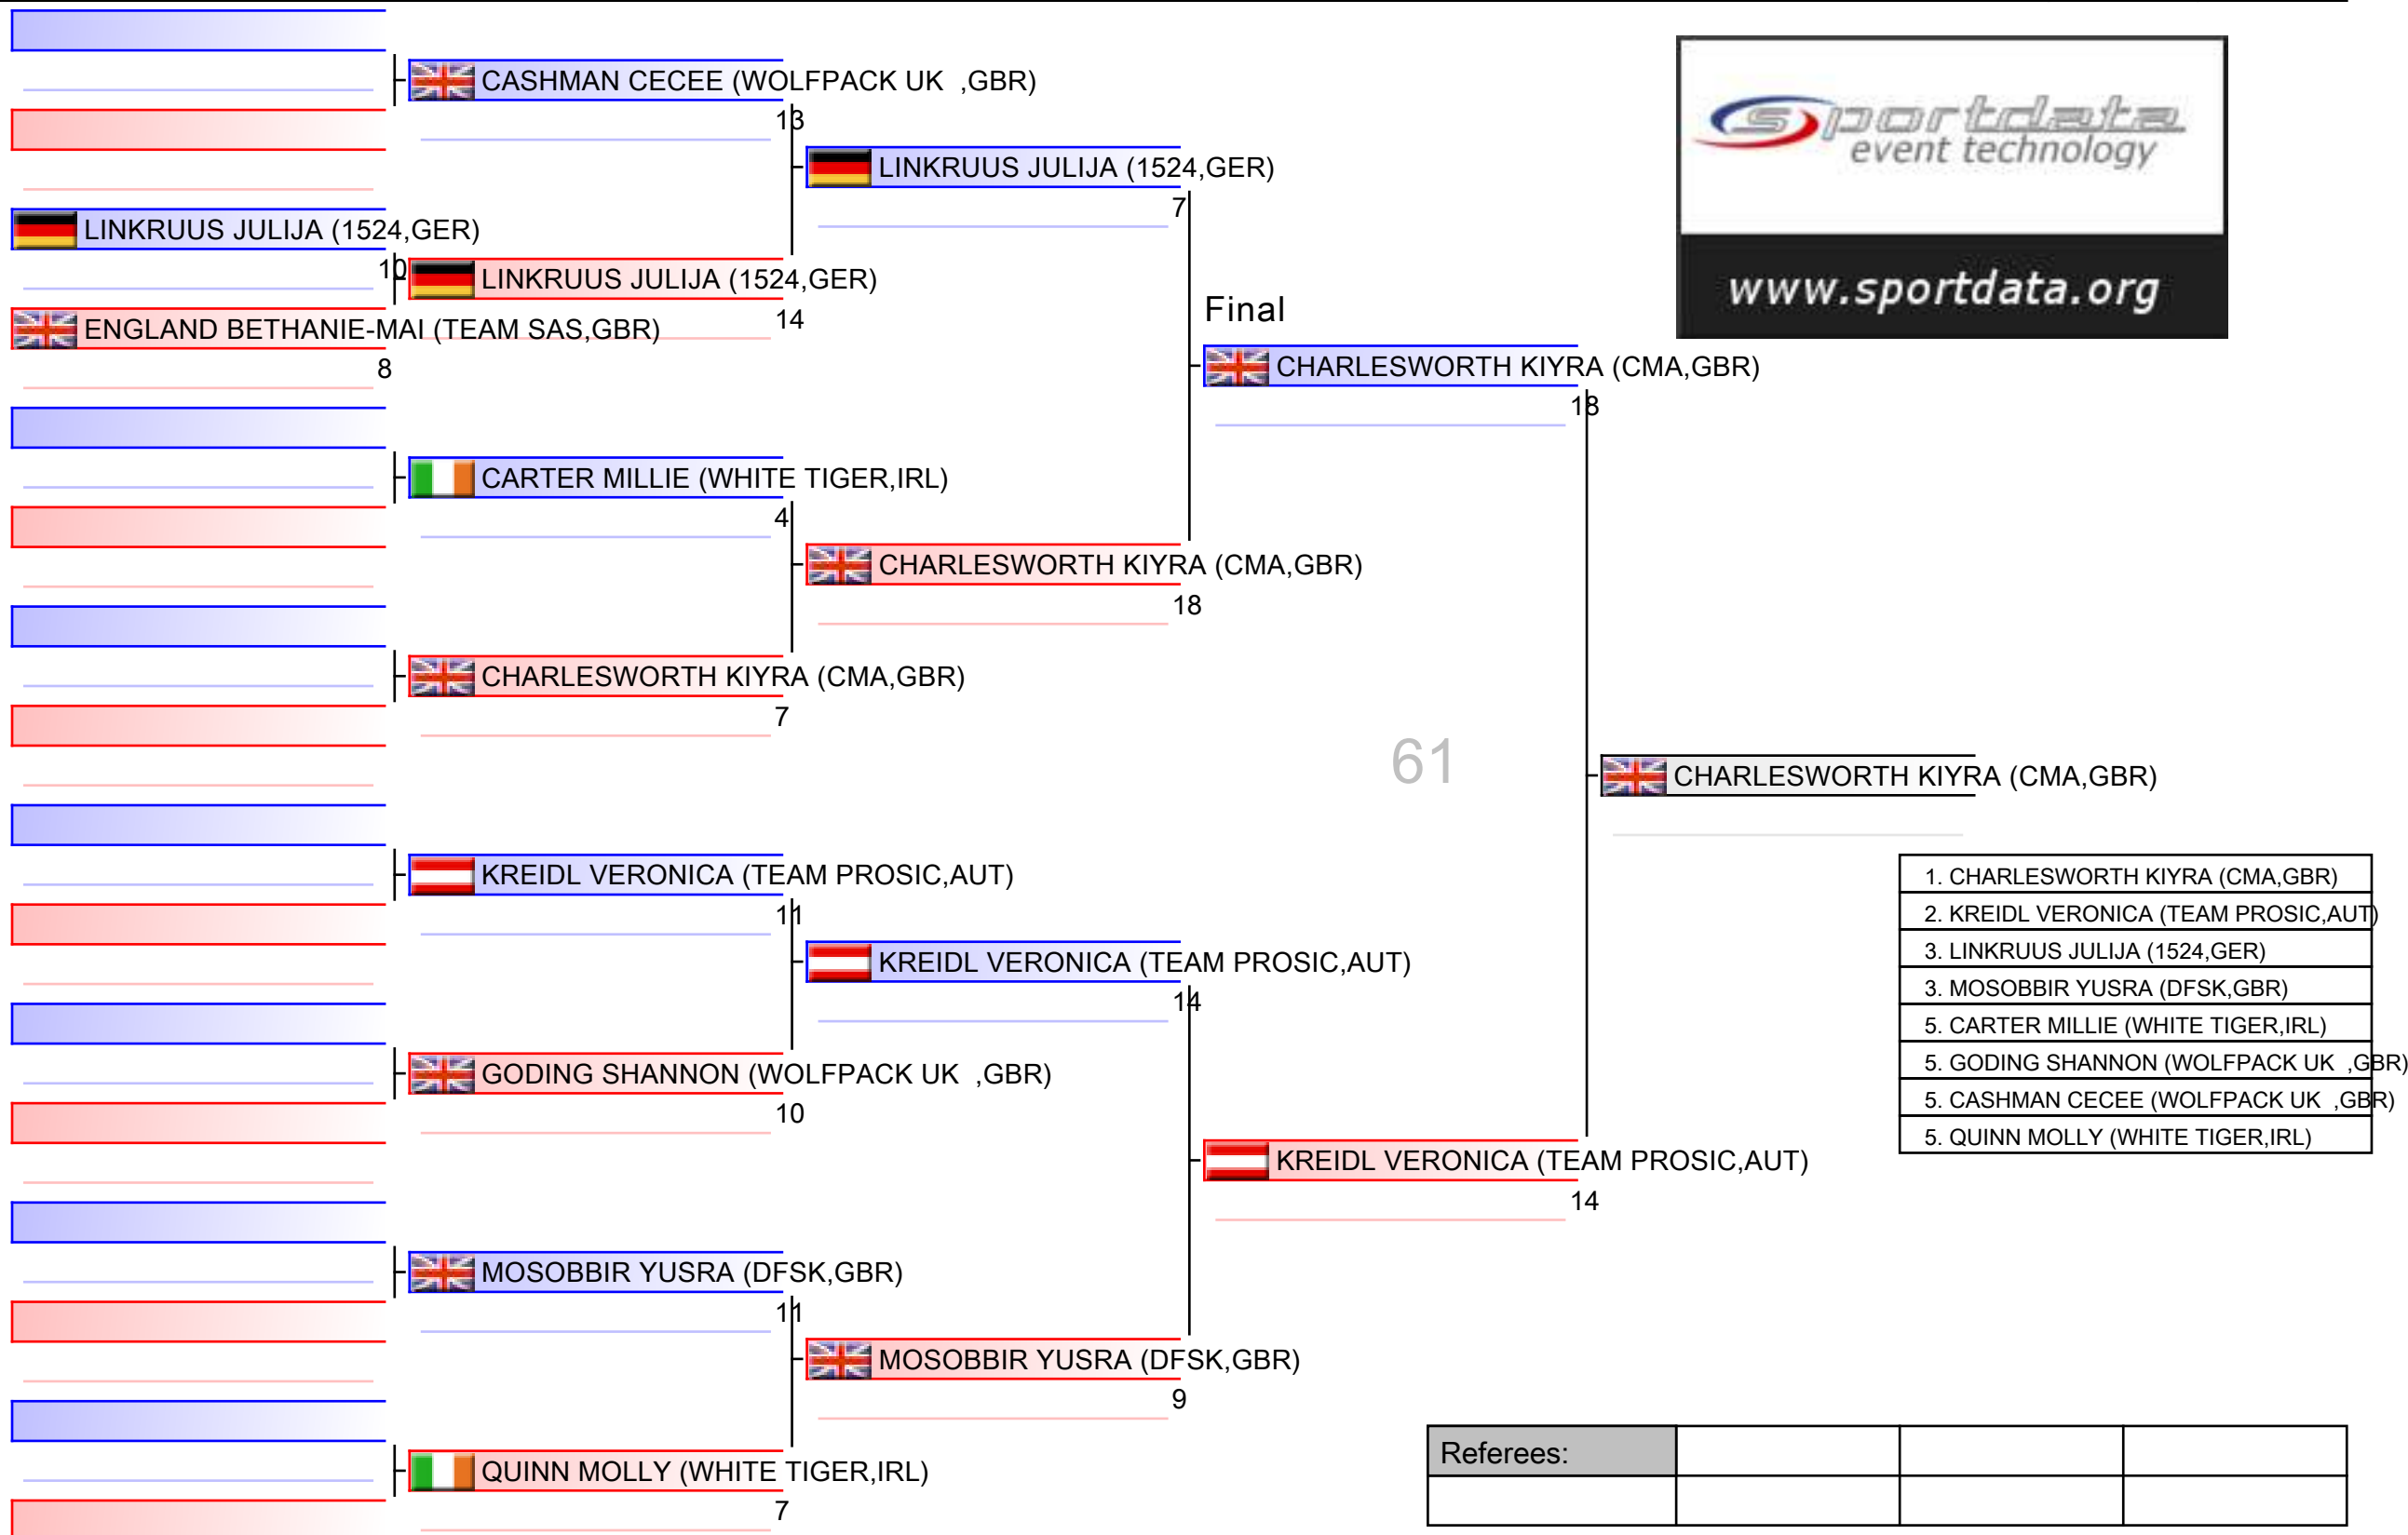 CASHMAN CECEE (WOLFPACK UK  ,GBR)
13
LINKRUUS JULIJA (1524,GER)
7
LINKRUUS JULIJA (1524,GER)
10
LINKRUUS JULIJA (1524,GER)
14
ENGLAND BETHANIE-MAI (TEAM SAS,GBR)
8
sportdata
event technology
www.sportdata.org
Final
CHARLESWORTH KIYRA (CMA,GBR)
18
CARTER MILLIE (WHITE TIGER,IRL)
4
CHARLESWORTH KIYRA (CMA,GBR)
18
CHARLESWORTH KIYRA (CMA,GBR)
7
61
CHARLESWORTH KIYRA (CMA,GBR)
KREIDL VERONICA (TEAM PROSIC,AUT)
11
KREIDL VERONICA (TEAM PROSIC,AUT)
14
GODING SHANNON (WOLFPACK UK  ,GBR)
10
KREIDL VERONICA (TEAM PROSIC,AUT)
14
1. CHARLESWORTH KIYRA (CMA,GBR)
2. KREIDL VERONICA (TEAM PROSIC,AUT)
3. LINKRUUS JULIJA (1524,GER)
3. MOSOBBIR YUSRA (DFSK,GBR)
5. CARTER MILLIE (WHITE TIGER,IRL)
5. GODING SHANNON (WOLFPACK UK  ,GBR)
5. CASHMAN CECEE (WOLFPACK UK  ,GBR)
5. QUINN MOLLY (WHITE TIGER,IRL)
MOSOBBIR YUSRA (DFSK,GBR)
11
MOSOBBIR YUSRA (DFSK,GBR)
9
QUINN MOLLY (WHITE TIGER,IRL)
7
Referees: